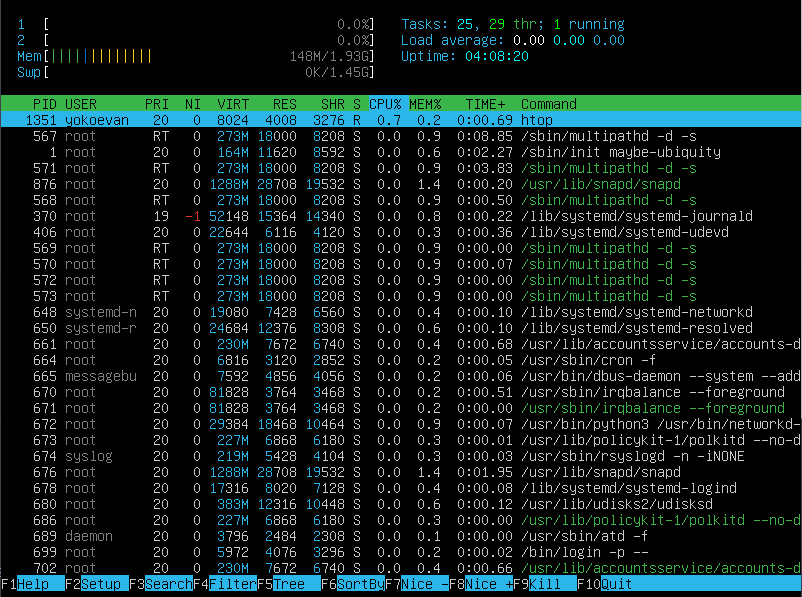 1 [ 0.0%] Tasks: 25, 29 thr; 1 running
2 [ 0.0%] Load average: 0.00 0.00 0.00
Mem[||||||||||||| 148M/1.93G] Uptime: 04:08:20
Swp[ 0K/1.45G]
PID USER PRI NI VIRT RES SHR S CPU% MEM% TIME+ Command
1351 yokoevan 20 0 8024 4008 3276 R 0.7 0.2 0:00.69 htop
567 root RT 0 273M 18000 8208 S 0.0 0.9 0:08.85 /sbin/multipathd -d -s
1 root 20 0 164M 11620 8592 S 0.0 0.6 0:02.27 /sbin/init maybe-ubiquity
571 root RT 0 273M 18000 8208 S 0.0 0.9 0:03.83 /sbin/multipathd -d -s
876 root 20 0 1288M 28708 19532 S 0.0 1.4 0:00.20 /usr/lib/snapd/snapd
568 root RT 0 273M 18000 8208 S 0.0 0.9 0:00.50 /sbin/multipathd -d -s
370 root 19 -1 52148 15364 14340 S 0.0 0.8 0:00.22 /lib/systemd/systemd-journald
406 root 20 0 22644 6116 4120 S 0.0 0.3 0:00.36 /lib/systemd/systemd-udevd
569 root RT 0 273M 18000 8208 S 0.0 0.9 0:00.00 /sbin/multipathd -d -s
570 root RT 0 273M 18000 8208 S 0.0 0.9 0:00.07 /sbin/multipathd -d -s
572 root RT 0 273M 18000 8208 S 0.0 0.9 0:00.00 /sbin/multipathd -d -s
573 root RT 0 273M 18000 8208 S 0.0 0.9 0:00.00 /sbin/multipathd -d -s
648 systemd-n 20 0 19080 7428 6560 S 0.0 0.4 0:00.10 /lib/systemd/systemd-networkd
650 systemd-r 20 0 24684 12376 8308 S 0.0 0.6 0:00.10 /lib/systemd/systemd-resolved
661 root 20 0 230M 7672 6740 S 0.0 0.4 0:00.68 /usr/lib/accountsservice/accounts-d
664 root 20 0 6816 3120 2852 S 0.0 0.2 0:00.05 /usr/sbin/cron -f
665 messagebu 20 0 7592 4856 4056 S 0.0 0.2 0:00.06 /usr/bin/dbus-daemon --system --add
670 root 20 0 81828 3764 3468 S 0.0 0.2 0:00.51 /usr/sbin/irqbalance --foreground
671 root 20 0 81828 3764 3468 S 0.0 0.2 0:00.00 /usr/sbin/irqbalance --foreground
672 root 20 0 29384 18468 10464 S 0.0 0.9 0:00.07 /usr/bin/python3 /usr/bin/networkd-
673 root 20 0 227M 6868 6180 S 0.0 0.3 0:00.01 /usr/lib/policykit-1/polkitd --no-d
674 syslog 20 0 219M 5428 4104 S 0.0 0.3 0:00.03 /usr/sbin/rsyslogd -n -iNONE
676 root 20 0 1288M 28708 19532 S 0.0 1.4 0:01.95 /usr/lib/snapd/snapd
678 root 20 0 17316 8020 7128 S 0.0 0.4 0:00.08 /lib/systemd/systemd-logind
680 root 20 0 383M 12316 10448 S 0.0 0.6 0:00.12 /usr/lib/udisks2/udisksd
686 root 20 0 227M 6868 6180 S 0.0 0.3 0:00.00 /usr/lib/policykit-1/polkitd --no-d
689 daemon 20 0 3796 2484 2308 S 0.0 0.1 0:00.00 /usr/sbin/atd -f
699 root 20 0 5972 4076 3296 S 0.0 0.2 0:00.02 /bin/login -p --
702 root 20 0 230M 7672 6740 S 0.0 0.4 0:00.66 /usr/lib/accountsservice/accounts-d
F1Help F2Setup F3SearchF4FilterF5Tree F6SortByF7Nice -F8Nice +F9Kill F10Quit